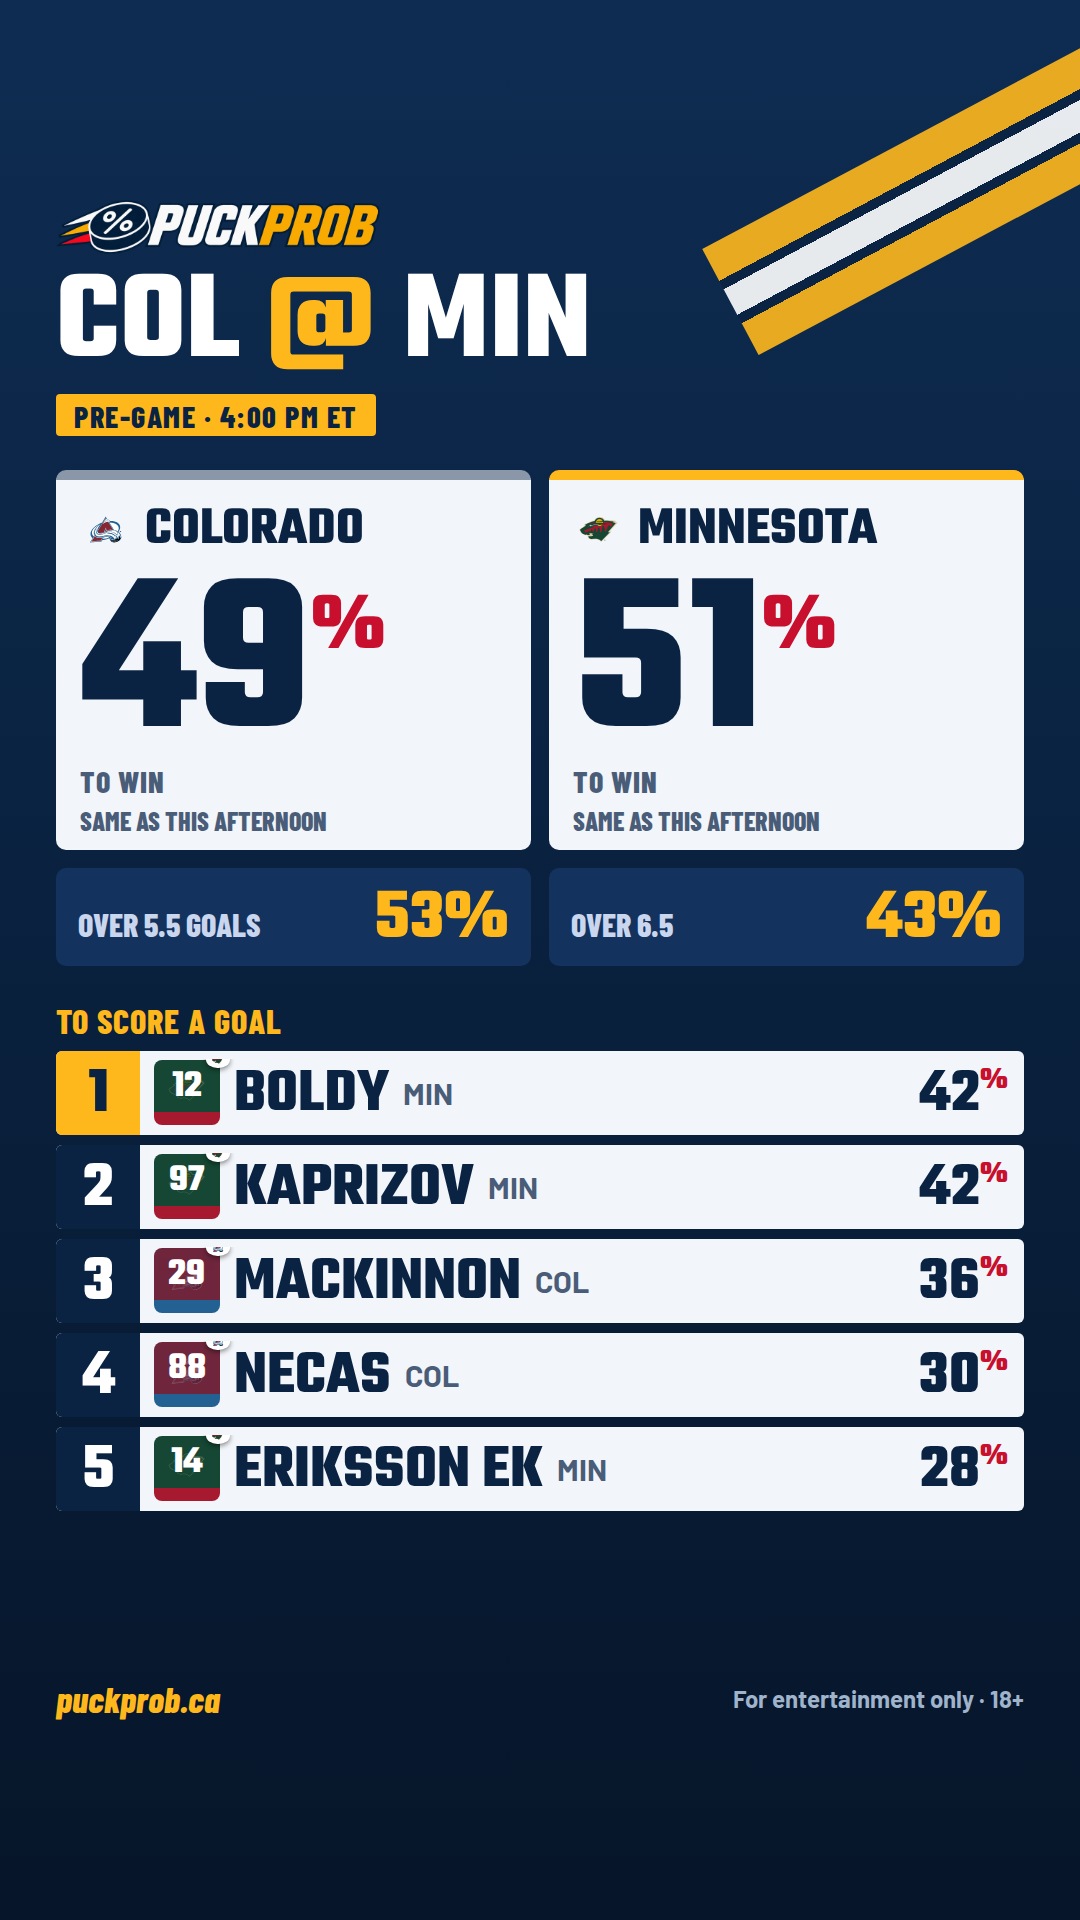 % PUCKPROB
COL @ MIN
PRE-GAME · 4:00 PM ET
COLORADO
49%
TO WIN
SAME AS THIS AFTERNOON
MINNESOTA
51%
TO WIN
SAME AS THIS AFTERNOON
OVER 5.5 GOALS 53%
OVER 6.5 43%
TO SCORE A GOAL
1 12 BOLDY MIN 42%
2 97 KAPRIZOV MIN 42%
3 29 MACKINNON COL 36%
4 88 NECAS COL 30%
5 14 ERIKSSON EK MIN 28%
puckprob.ca
For entertainment only · 18+